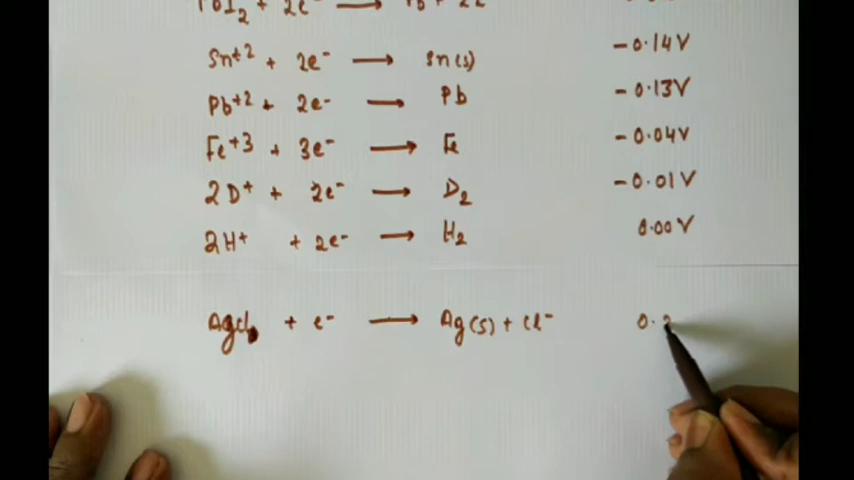 Sn+2 + 2e- → Sn(s) -0.14V
Pb+2 + 2e- → Pb -0.13V
Fe+3 + 3e- → Fe -0.04V
2D+ + 2e- → D2 -0.01V
2H+ + 2e- → H2 0.00V
AgCl + e- → Ag(s) + Cl- 0.